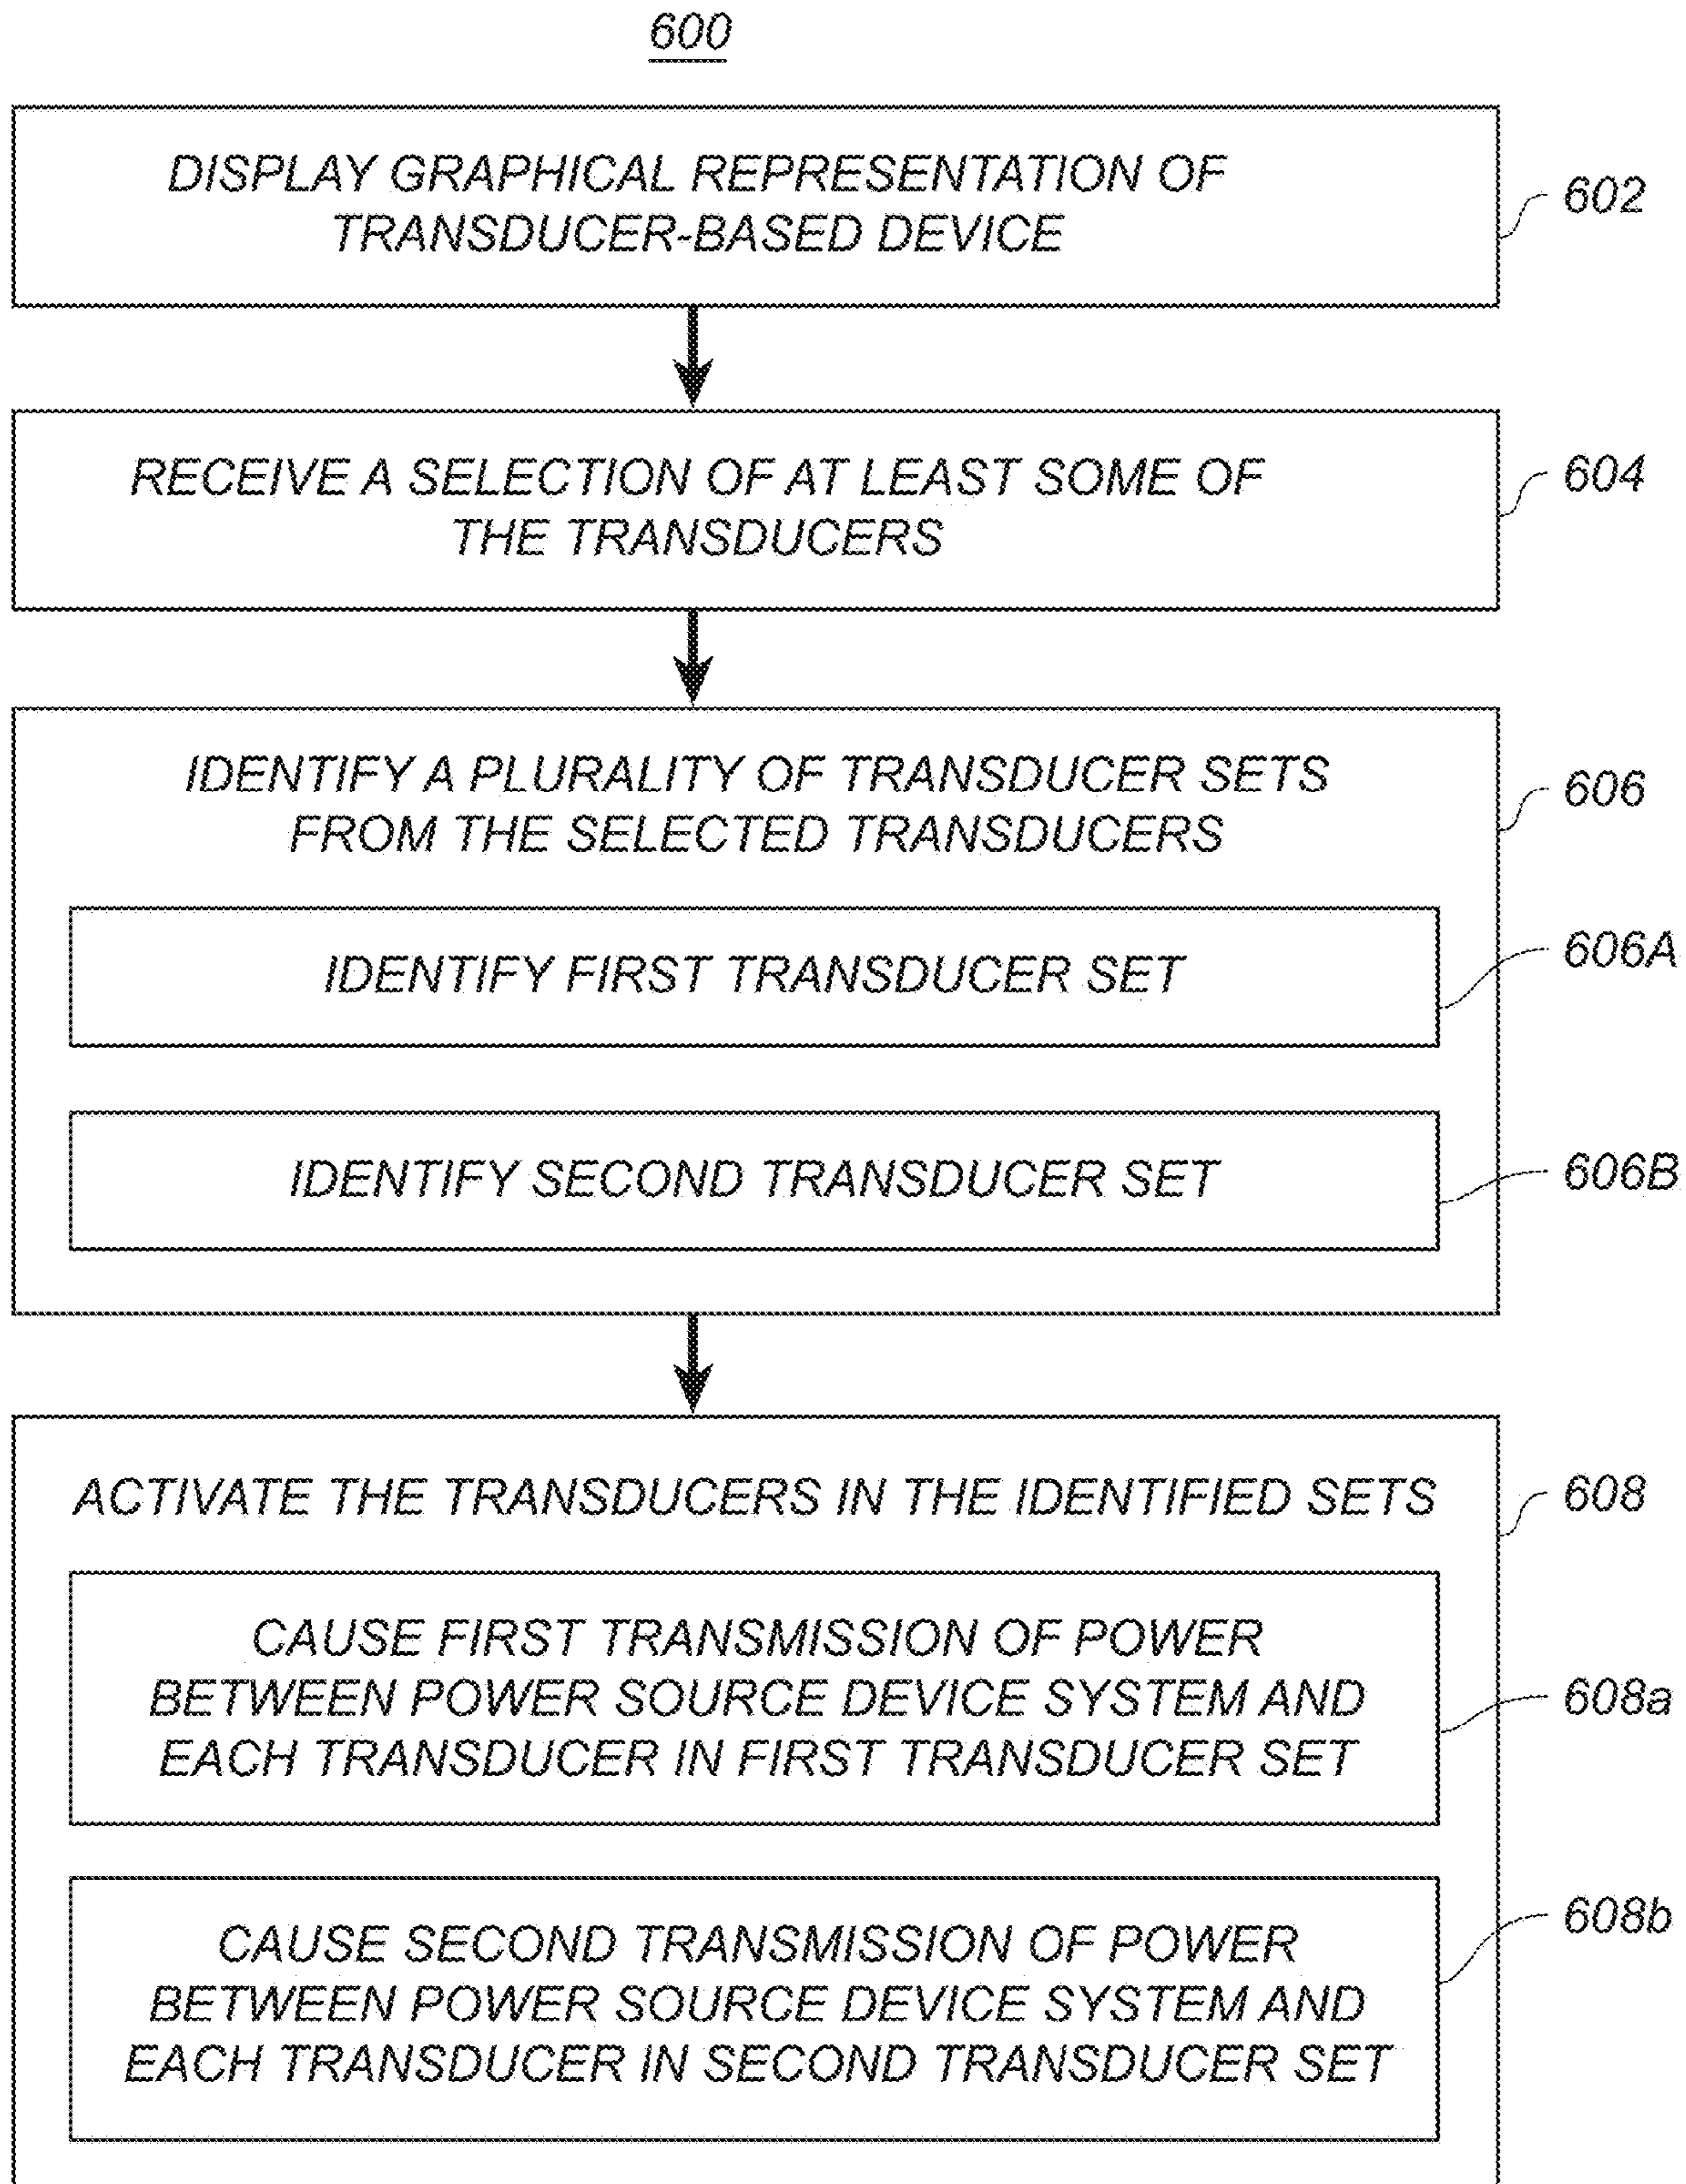 600
DISPLAY GRAPHICAL REPRESENTATION OF
TRANSDUCER-BASED DEVICE
602
RECEIVE A SELECTION OF AT LEAST SOME OF
THE TRANSDUCERS
604
IDENTIFY A PLURALITY OF TRANSDUCER SETS
FROM THE SELECTED TRANSDUCERS
606
IDENTIFY FIRST TRANSDUCER SET
606A
IDENTIFY SECOND TRANSDUCER SET
606B
ACTIVATE THE TRANSDUCERS IN THE IDENTIFIED SETS
608
CAUSE FIRST TRANSMISSION OF POWER
BETWEEN POWER SOURCE DEVICE SYSTEM AND
EACH TRANSDUCER IN FIRST TRANSDUCER SET
608a
CAUSE SECOND TRANSMISSION OF POWER
BETWEEN POWER SOURCE DEVICE SYSTEM AND
EACH TRANSDUCER IN SECOND TRANSDUCER SET
608b